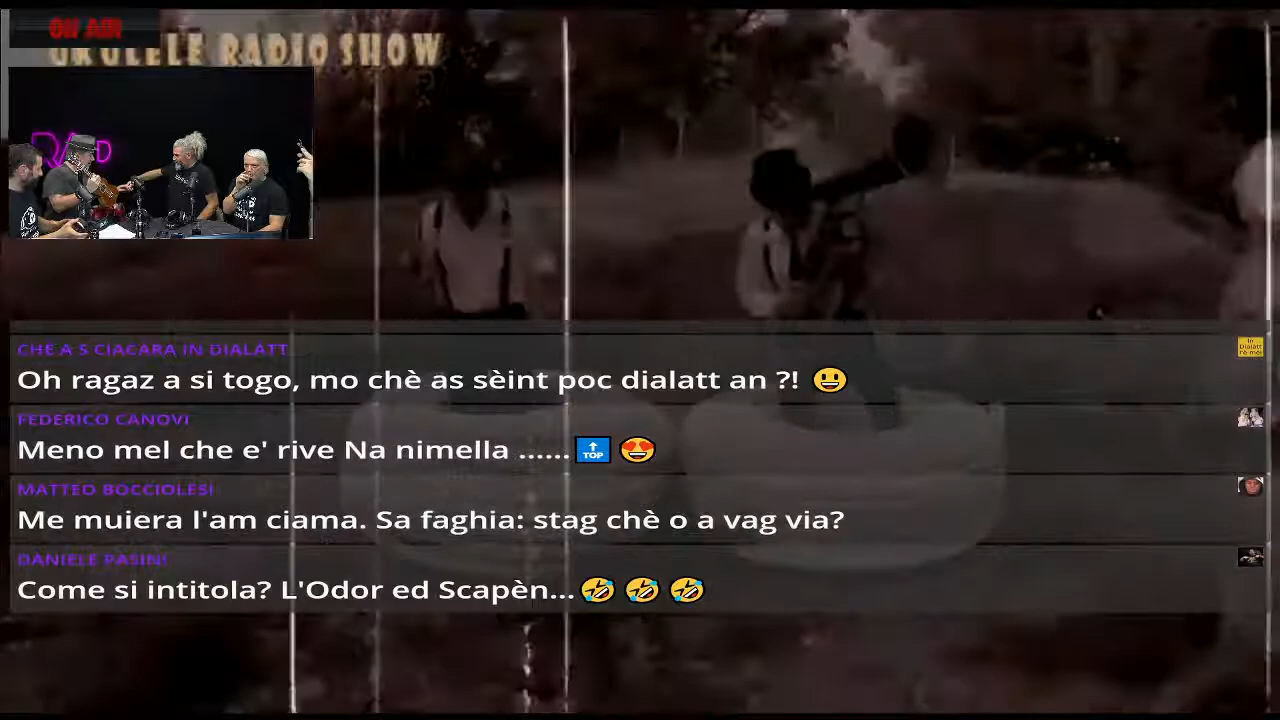 ON AIR
UKULELE RADIO SHOW
CHE A S CIACARA IN DIALÀTT
Oh ragaz a si togo, mo chè as sèint poc dialatt an ?! 😃
FEDERICO CANOVI
Meno mel che e' rive Na nimella ......🔝 😍
MATTEO BOCCIOLESI
Me muiera l'am ciama. Sa faghia: stag chè o a vag via?
DANIELE PASINI
Come si intitola? L'Odor ed Scapèn...🤣 🤣 🤣